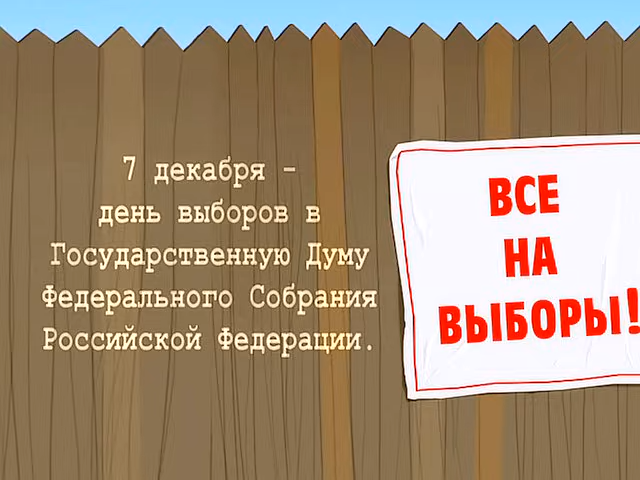 7 декабря –
день выборов в
Государственную Думу
Федерального Собрания
Российской Федерации.
ВСЕ
НА
ВЫБОРЫ!